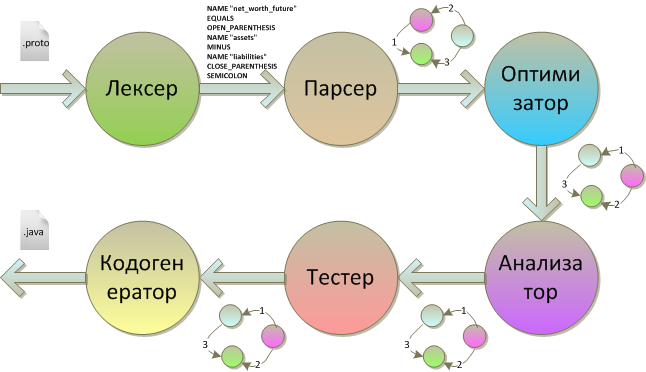 .proto
Лексер
NAME "net_worth_future"
EQUALS
OPEN_PARENTHESIS
NAME "assets"
MINUS
NAME "liabilities"
CLOSE_PARENTHESIS
SEMICOLON
Парсер
2
1
3
Оптими
затор
1
3
2
Анализа
тор
1
3
2
Тестер
1
3
2
Кодоген
ератор
.java